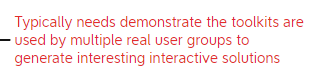 Typically needs demonstrate the toolkits are
used by multiple real user groups to
generate interesting interactive solutions